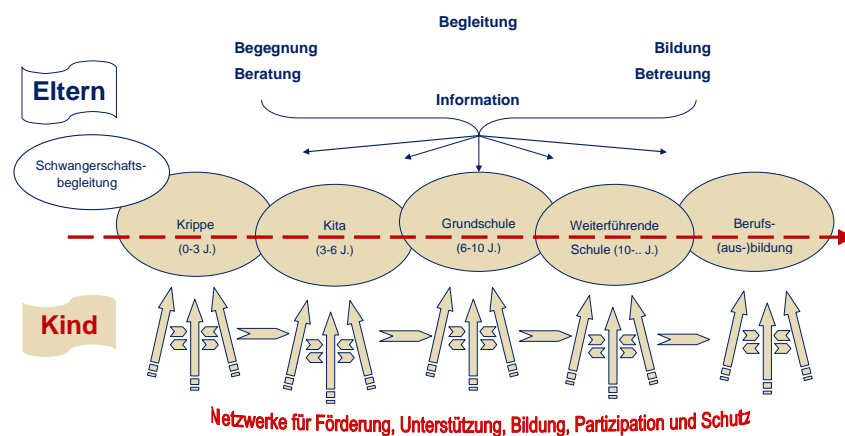 Begleitung
Begegnung
Bildung
Beratung
Betreuung
Eltern
Information
Schwangerschafts-
begleitung
Krippe
(0-3 J.)
Kita
(3-6 J.)
Grundschule
(6-10 J.)
Weiterführende
Schule (10-.. J.)
Berufs-
(aus-)bildung
Kind
Netzwerke für Förderung, Unterstützung, Bildung, Partizipation und Schutz